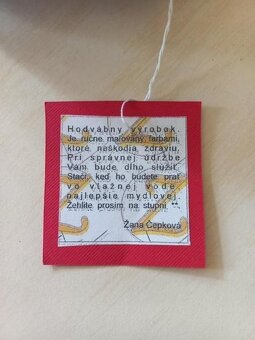 Hodvábny výrobok.
Je ručne maľovaný farbami,
ktoré neškodia zdraviu.
Pri správnej údržbe
Vám bude dlho slúžiť.
Stačí, keď ho budete prať
vo vlažnej vode,
najlepšie mydlovej.
Žehlite prosím na stupni ••
Žana Čepková